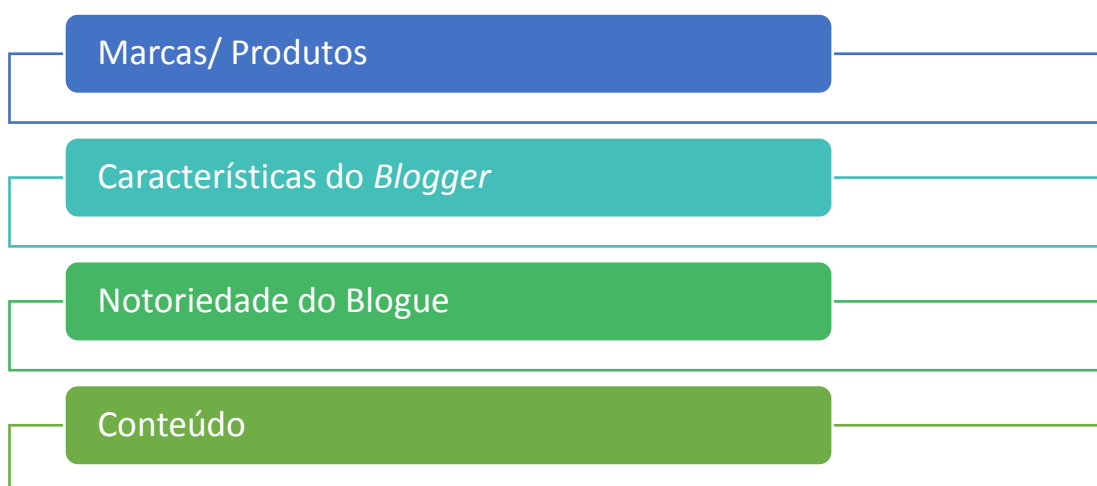 Marcas/ Produtos
Características do Blogger
Notoriedade do Blogue
Conteúdo